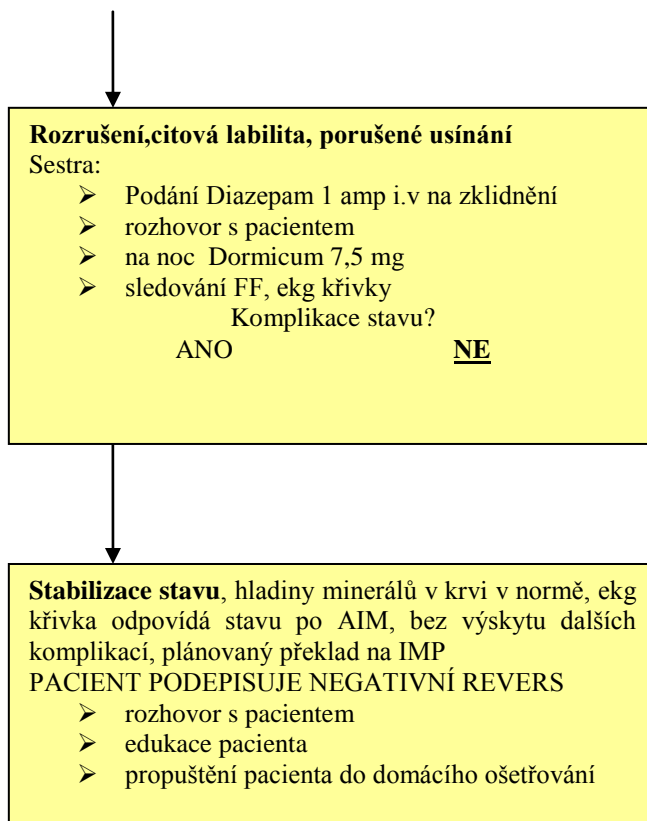 Rozrušení,citová labilita, porušené usínání
Sestra:
➢ Podání Diazepam 1 amp i.v na zklidnění
➢ rozhovor s pacientem
➢ na noc Dormicum 7,5 mg
➢ sledování FF, ekg křivky
Komplikace stavu?
ANO NE
Stabilizace stavu, hladiny minerálů v krvi v normě, ekg
křivka odpovídá stavu po AIM, bez výskytu dalších
komplikací, plánovaný překlad na IMP
PACIENT PODEPISUJE NEGATIVNÍ REVERS
➢ rozhovor s pacientem
➢ edukace pacienta
➢ propuštění pacienta do domácího ošetřování